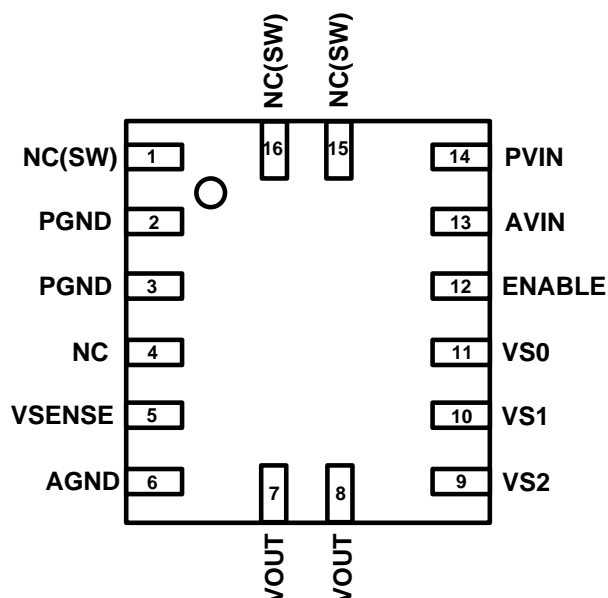 NC(SW)
NC(SW)
NC(SW) 1
16
15
14 PVIN
PGND 2
13 AVIN
PGND 3
12 ENABLE
NC 4
11 VS0
VSENSE 5
10 VS1
AGND 6
7
8
9 VS2
VOUT
VOUT